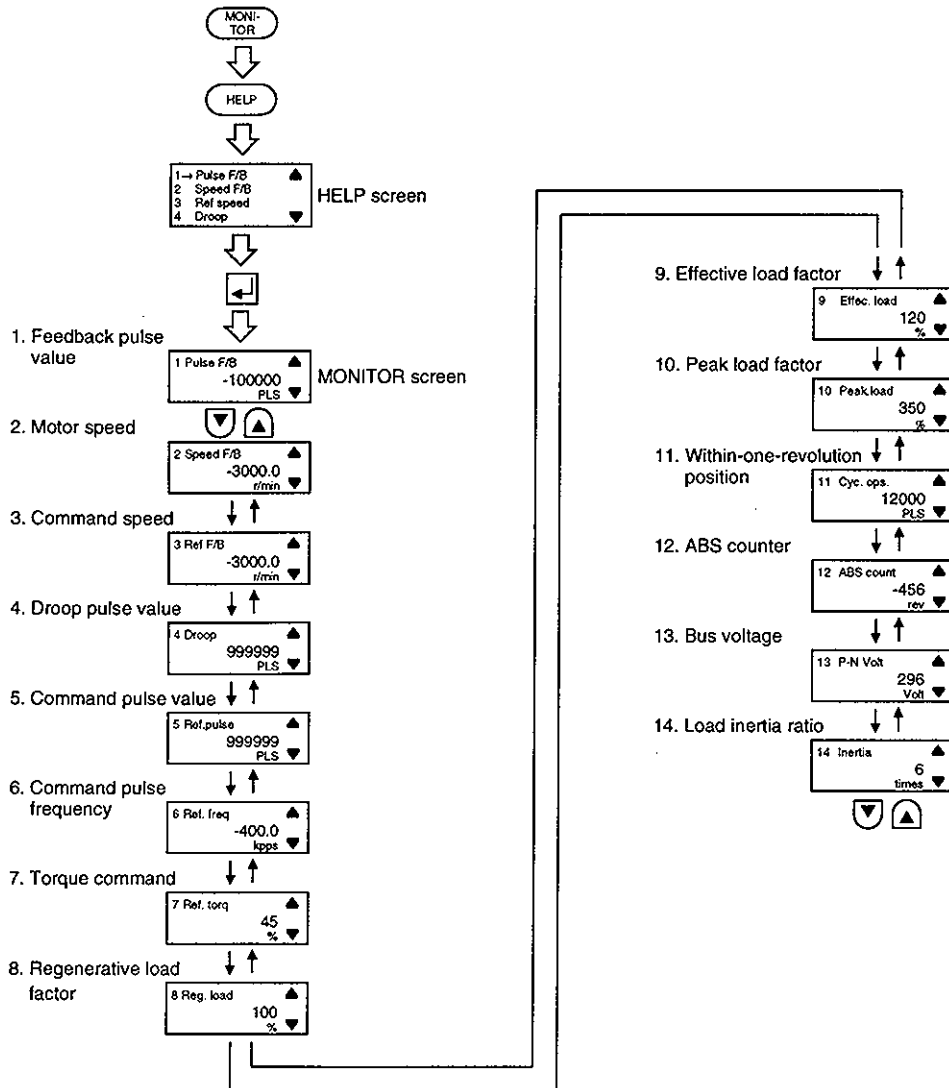 MONI-
TOR
HELP
1→ Pulse F/B
2 Speed F/B
3 Ref speed
4 Droop
HELP screen
1. Feedback pulse
value
1 Pulse F/B
-100000
PLS
MONITOR screen
2. Motor speed
2 Speed F/B
-3000.0
r/min
3. Command speed
3 Ref F/B
-3000.0
r/min
4. Droop pulse value
4 Droop
999999
PLS
5. Command pulse value
5 Ref.pulse
999999
PLS
6. Command pulse
frequency
6 Ref. freq
-400.0
kpps
7. Torque command
7 Ref. torq
45
%
8. Regenerative load
factor
8 Reg. load
100
%
9. Effective load factor
9 Effec. load
120
%
10. Peak load factor
10 Peak.load
350
%
11. Within-one-revolution
position
11 Cyc. ops.
12000
PLS
12. ABS counter
12 ABS count
-456
rev
13. Bus voltage
13 P-N Volt
296
Volt
14. Load inertia ratio
14 Inertia
6
times